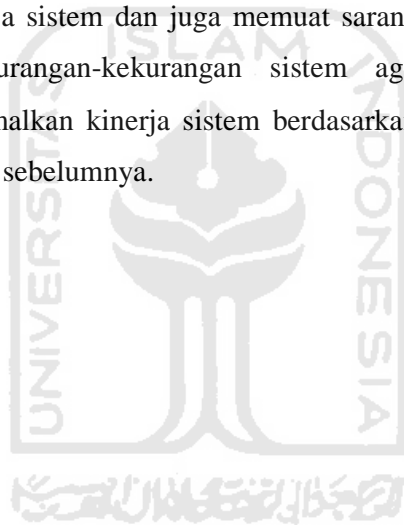 a sistem dan juga memuat saran
urangan-kekurangan sistem ag
nalkan kinerja sistem berdasarka
sebelumnya.
ISLAM
UNIVERSITAS
INDONESIA